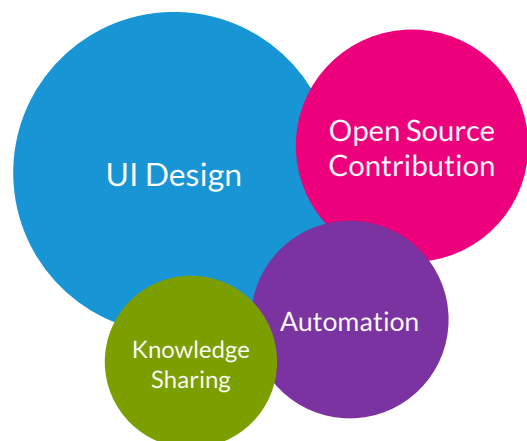 UI Design
Open Source
Contribution
Automation
Knowledge
Sharing